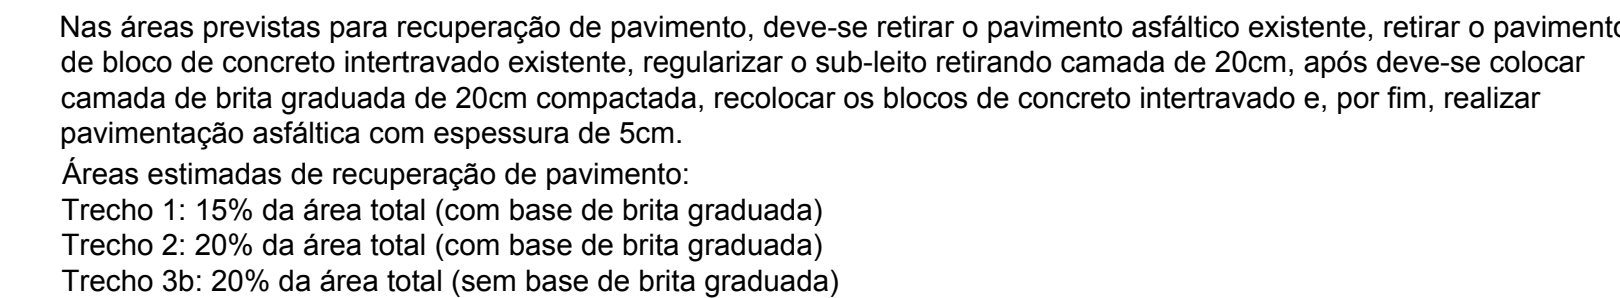 Nas áreas previstas para recuperação de pavimento, deve-se retirar o pavimento asfáltico existente, retirar o pavimento
de bloco de concreto intertravado existente, regularizar o sub-leito retirando camada de 20cm, após deve-se colocar
camada de brita graduada de 20cm compactada, recolocar os blocos de concreto intertravado e, por fim, realizar
pavimentação asfáltica com espessura de 5cm.
Áreas estimadas de recuperação de pavimento:
Trecho 1: 15% da área total (com base de brita graduada)
Trecho 2: 20% da área total (com base de brita graduada)
Trecho 3b: 20% da área total (sem base de brita graduada)